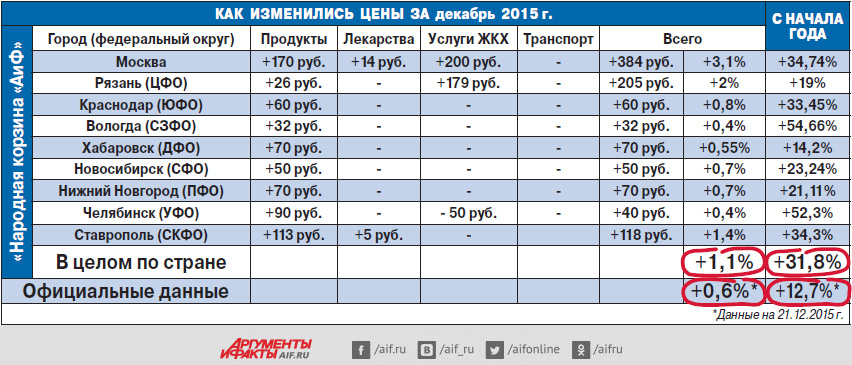 КАК ИЗМЕНИЛИСЬ ЦЕНЫ ЗА декабрь 2015 г. С НАЧАЛА ГОДА
«Народная корзина «АиФ»
Город (федеральный округ) Продукты Лекарства Услуги ЖКХ Транспорт Всего
Москва +170 руб. +14 руб. +200 руб. - +384 руб. +3,1% +34,74%
Рязань (ЦФО) +26 руб. - +179 руб. - +205 руб. +2% +19%
Краснодар (ЮФО) +60 руб. - - - +60 руб. +0,8% +33,45%
Вологда (СЗФО) +32 руб. - - - +32 руб. +0,4% +54,66%
Хабаровск (ДФО) +70 руб. - - - +70 руб. +0,55% +14,2%
Новосибирск (СФО) +50 руб. - - - +50 руб. +0,7% +23,24%
Нижний Новгород (ПФО) +70 руб. - - - +70 руб. +0,7% +21,11%
Челябинск (УФО) +90 руб. - - 50 руб. - +40 руб. +0,4% +52,3%
Ставрополь (СКФО) +113 руб. +5 руб. - +118 руб. +1,4% +34,3%
В целом по стране +1,1% +31,8%
Официальные данные +0,6%* +12,7%*
*Данные на 21.12.2015 г.
АРГУМЕНТЫ
И ФАКТЫ AIF.RU
f /aif.ru B /aif_ru /aifonline /aifru